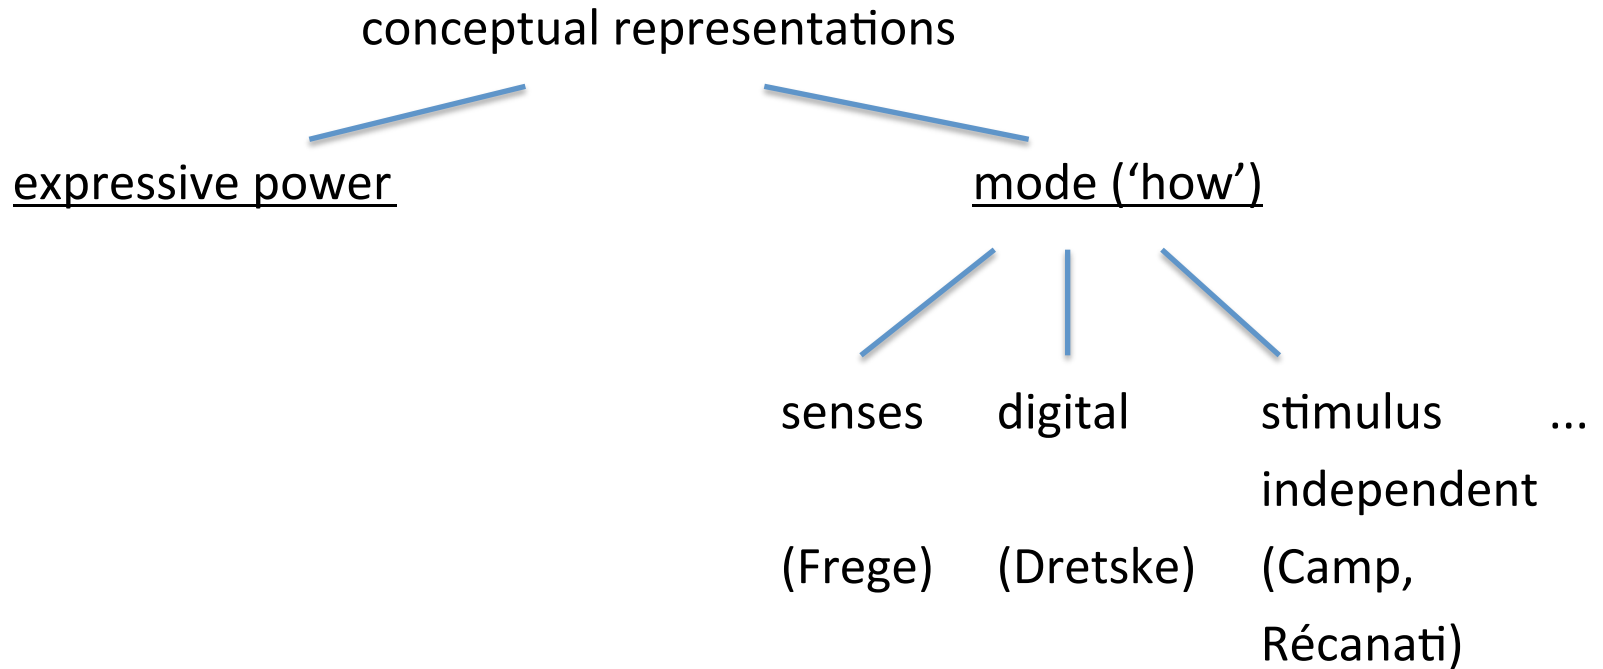 conceptual representations
expressive power
mode (‘how’)
senses
digital
stimulus
...
independent
(Frege)
(Dretske)
(Camp,
Récanati)